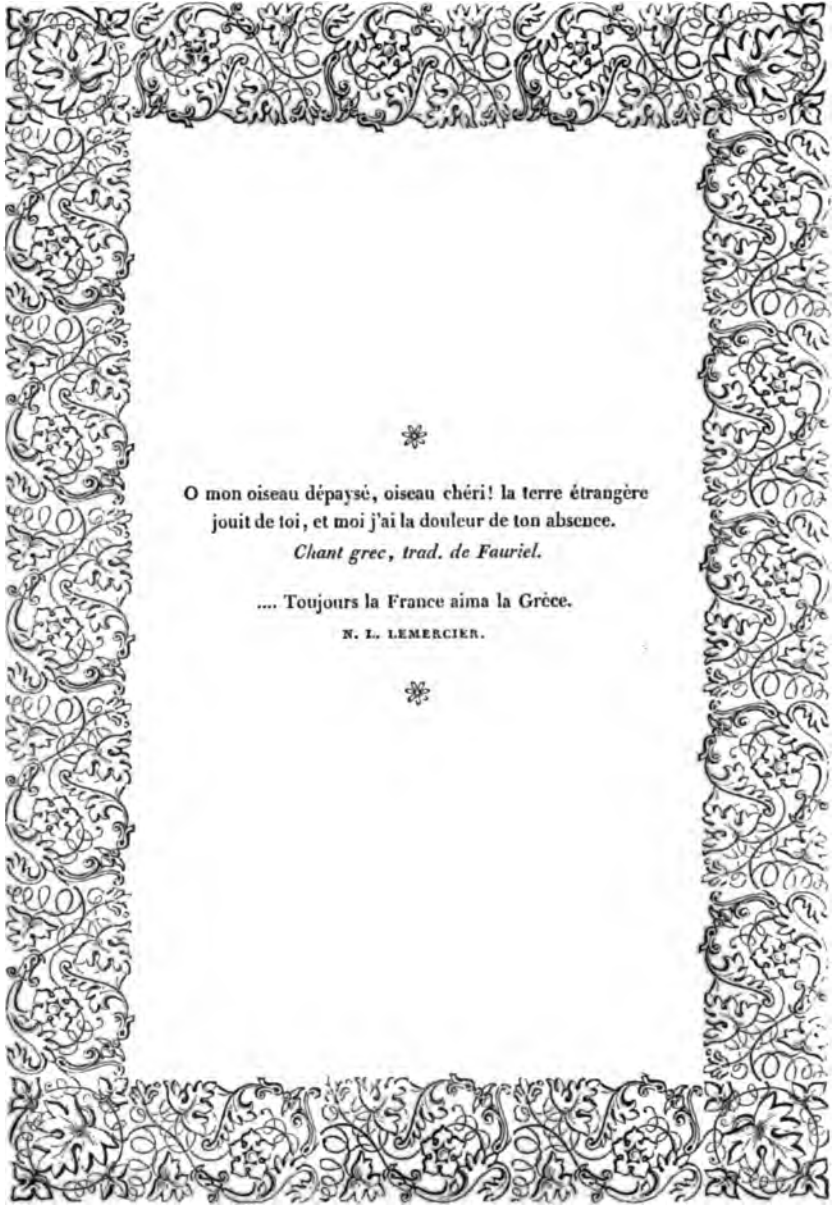 O mon oiseau dépaysé, oiseau chéri! la terre étrangère
jouit de toi, et moi j'ai la douleur de ton absence.
Chant grec, trad. de Fauriel.
.... Toujours la France aima la Grèce.
N. L. LEMERCIER.